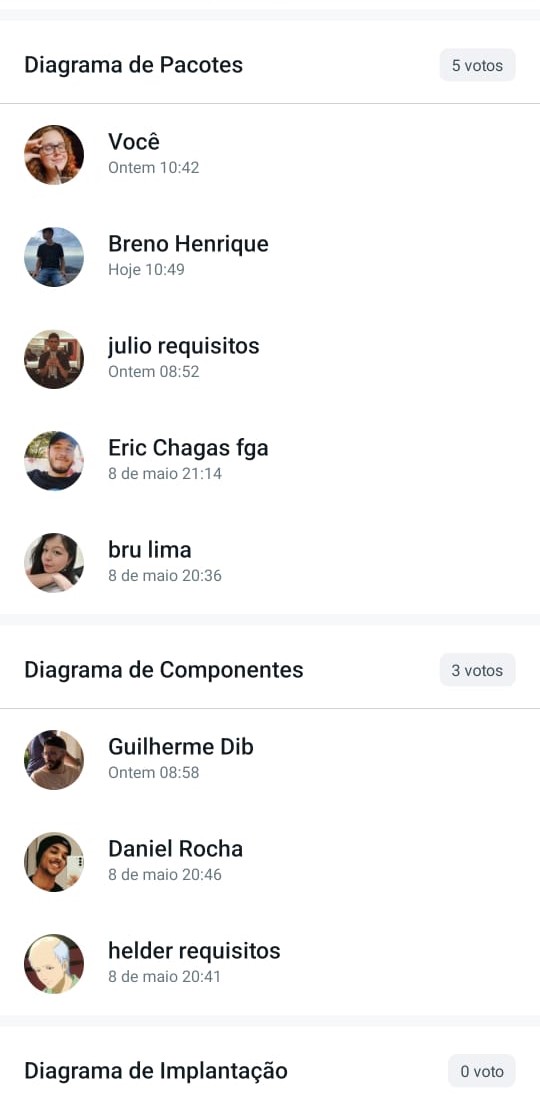 Diagrama de Pacotes
5 votos
Você
Ontem 10:42
Breno Henrique
Hoje 10:49
julio requisitos
Ontem 08:52
Eric Chagas fga
8 de maio 21:14
bru lima
8 de maio 20:36
Diagrama de Componentes
3 votos
Guilherme Dib
Ontem 08:58
Daniel Rocha
8 de maio 20:46
helder requisitos
8 de maio 20:41
Diagrama de Implantação
0 voto